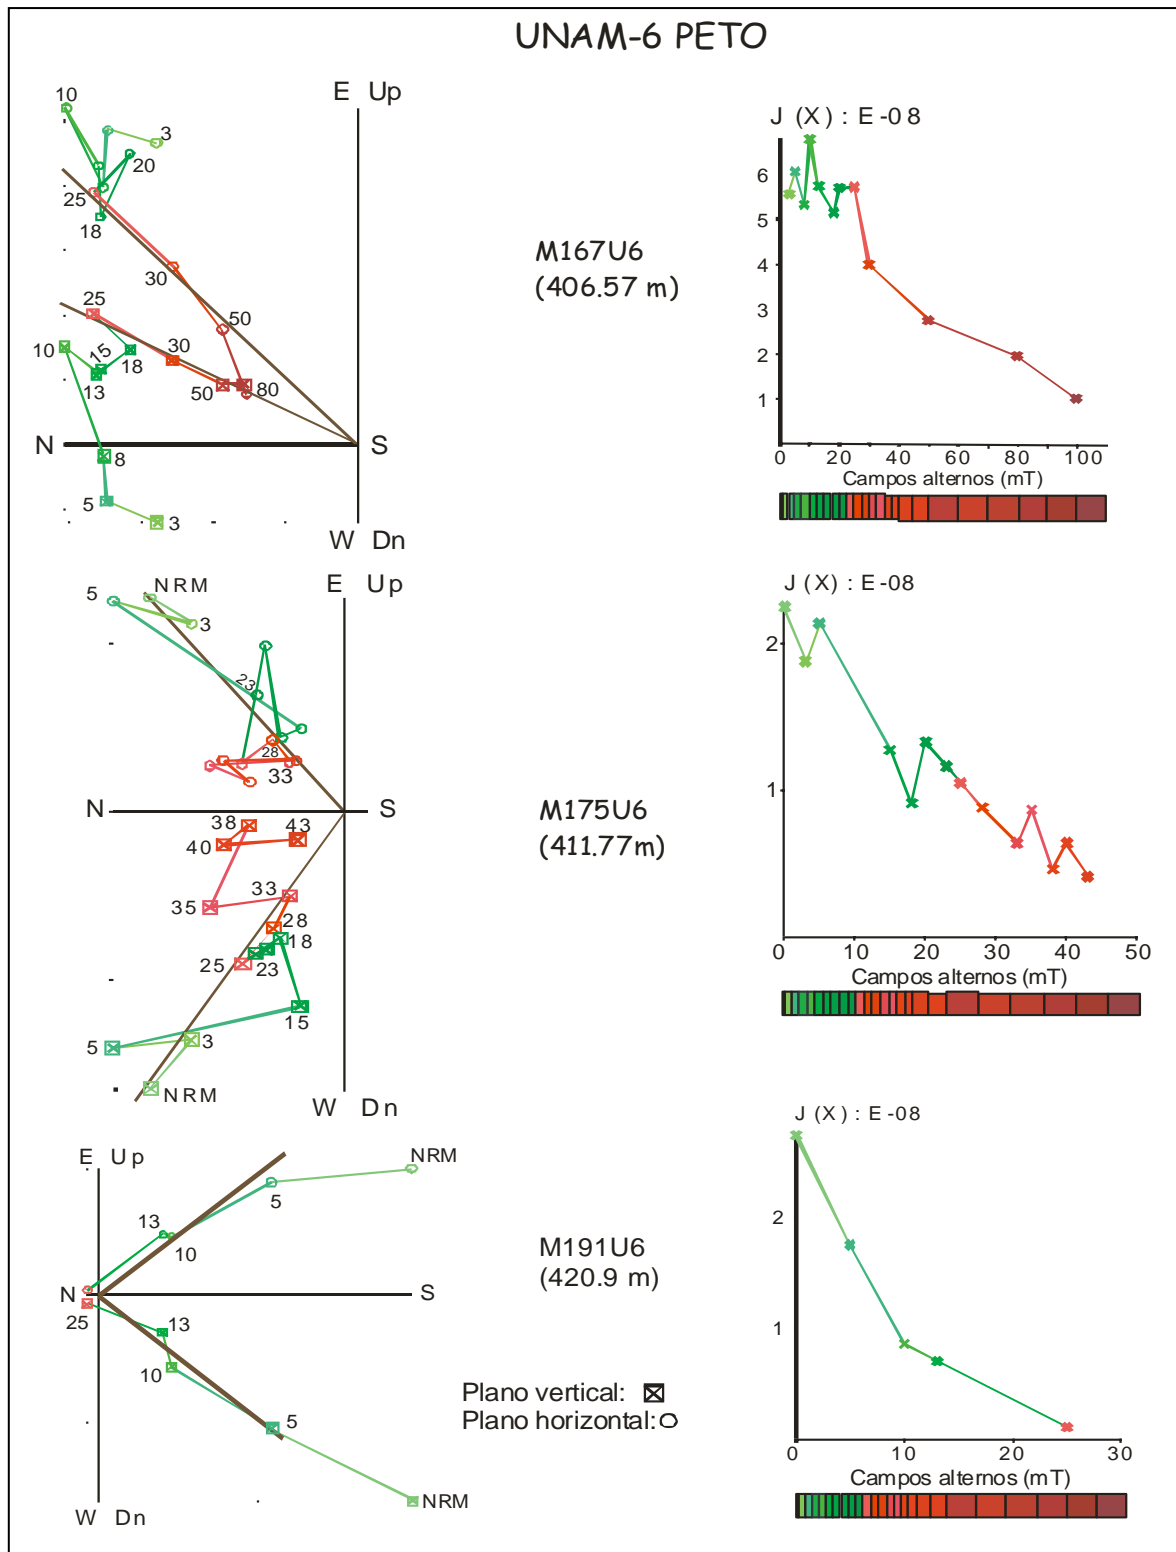 UNAM-6 PETO
E Up
10
3
20
25
18
30
50
25
10
15
18
13
30
50
80
N
S
8
5
3
W Dn
M167U6
(406.57 m)
J (X) : E -0 8
6
5
4
3
2
1
0 20 40 60 80 100
Campos alternos (mT)
E Up
NRM
5
3
23
28
33
N
S
38
43
40
33
35
28
18
25
23
15
3
5
NRM
W Dn
M175U6
(411.77m)
J (X) : E -08
2
1
0 10 20 30 40 50
Campos alternos (mT)
E Up
NRM
5
13
10
N
S
25
13
10
5
NRM
W Dn
M191U6
(420.9 m)
Plano vertical:
Plano horizontal:
J (X) : E -08
2
1
0 10 20 30
Campos alternos (mT)